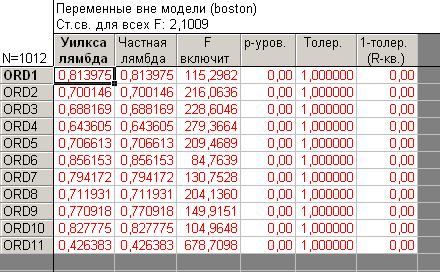 Переменные вне модели (boston)
Ст.св. для всех F: 2,1009
N=1012 Уилкса лямбда Частная лямбда F включит p-уров. Толер. 1-толер. (R-кв.)
ORD1 0,813975 0,813975 115,2982 0,00 1,000000 0,00
ORD2 0,700146 0,700146 216,0636 0,00 1,000000 0,00
ORD3 0,688169 0,688169 228,6046 0,00 1,000000 0,00
ORD4 0,643605 0,643605 279,3664 0,00 1,000000 0,00
ORD5 0,706613 0,706613 209,4689 0,00 1,000000 0,00
ORD6 0,856153 0,856153 84,7639 0,00 1,000000 0,00
ORD7 0,794172 0,794172 130,7528 0,00 1,000000 0,00
ORD8 0,711931 0,711931 204,1360 0,00 1,000000 0,00
ORD9 0,770918 0,770918 149,9151 0,00 1,000000 0,00
ORD10 0,827775 0,827775 104,9648 0,00 1,000000 0,00
ORD11 0,426383 0,426383 678,7098 0,00 1,000000 0,00